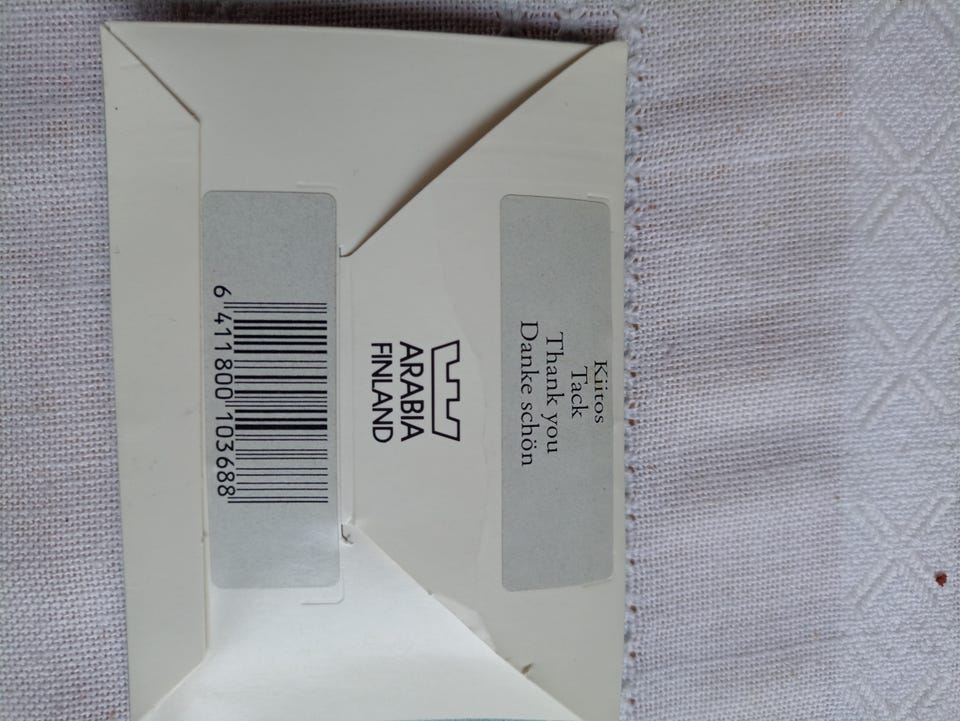 Kiitos
Tack
Thank you
Danke schön
ARABIA
FINLAND
6 411800 103688